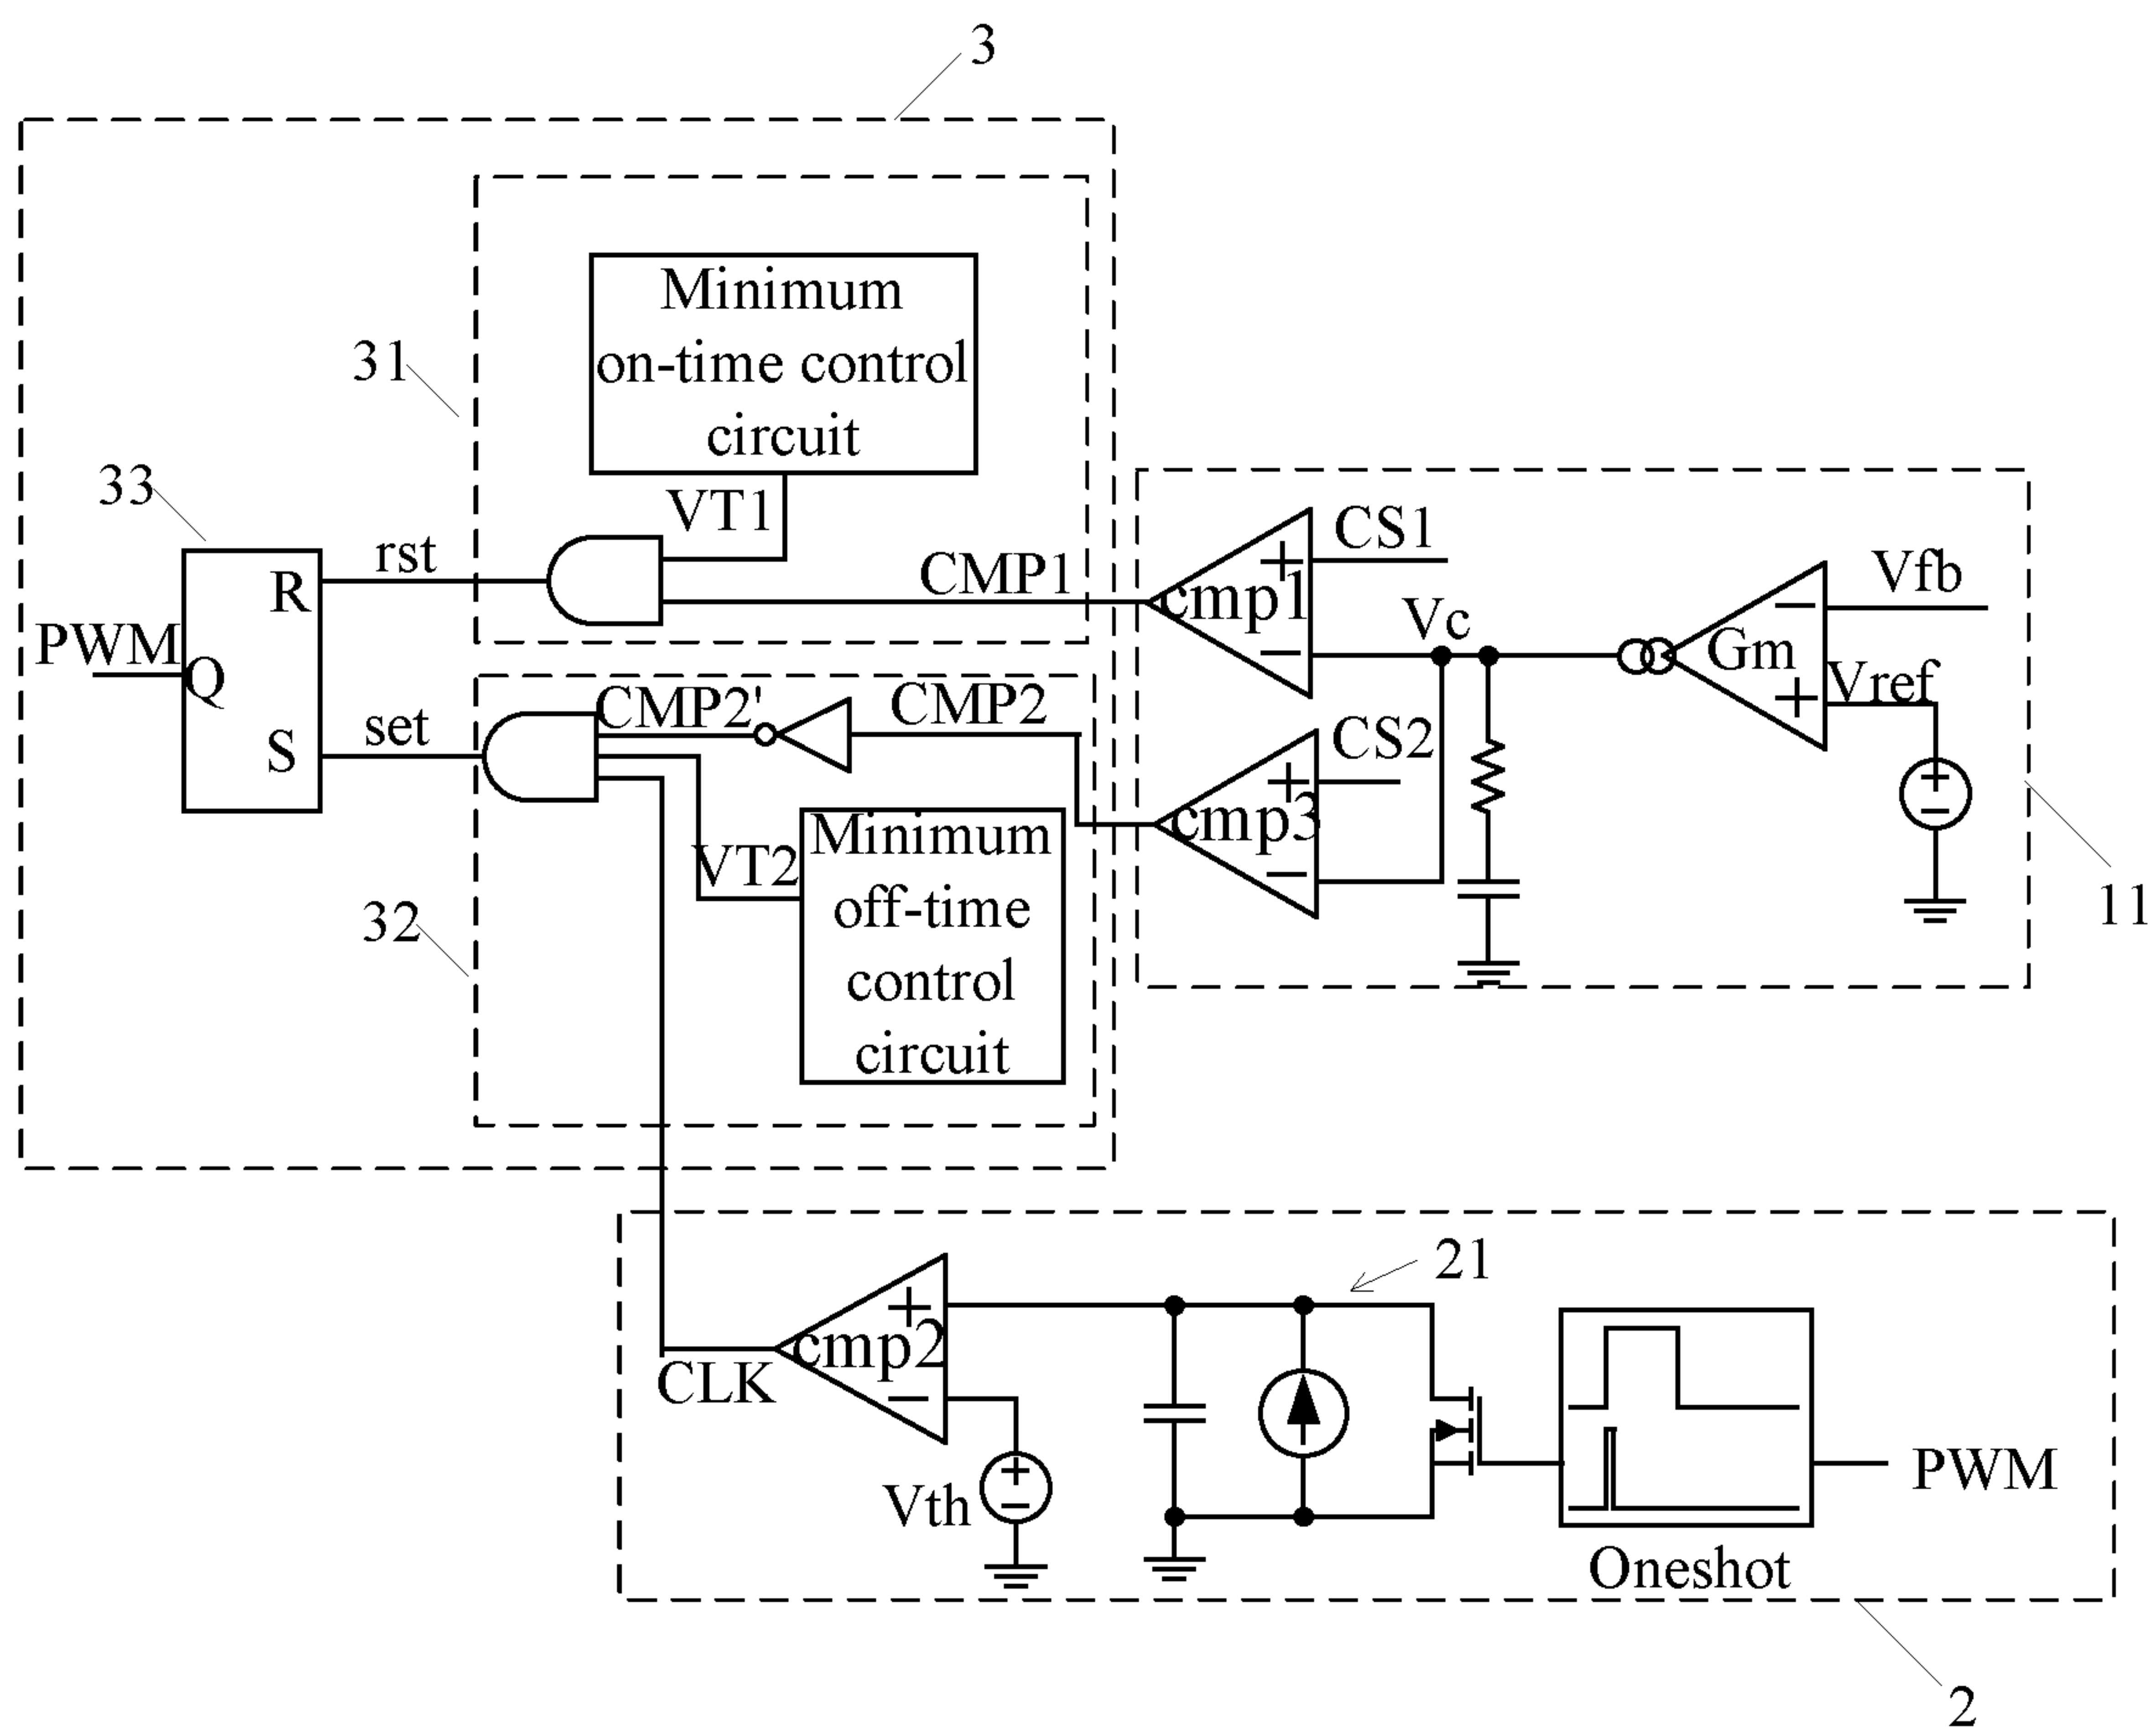 3
Minimum
on-time control
circuit
31
33
VT1
rst
CMP1
R
PWM
Q
S
set
CMP2'
CMP2
VT2
Minimum
off-time
control
circuit
32
CS1
+
cmp1
−
Vc
CS2
+
cmp3
−
Vfb
−
Gm
+
Vref
+
−
11
21
+
cmp2
−
CLK
+
−
Vth
PWM
Oneshot
2